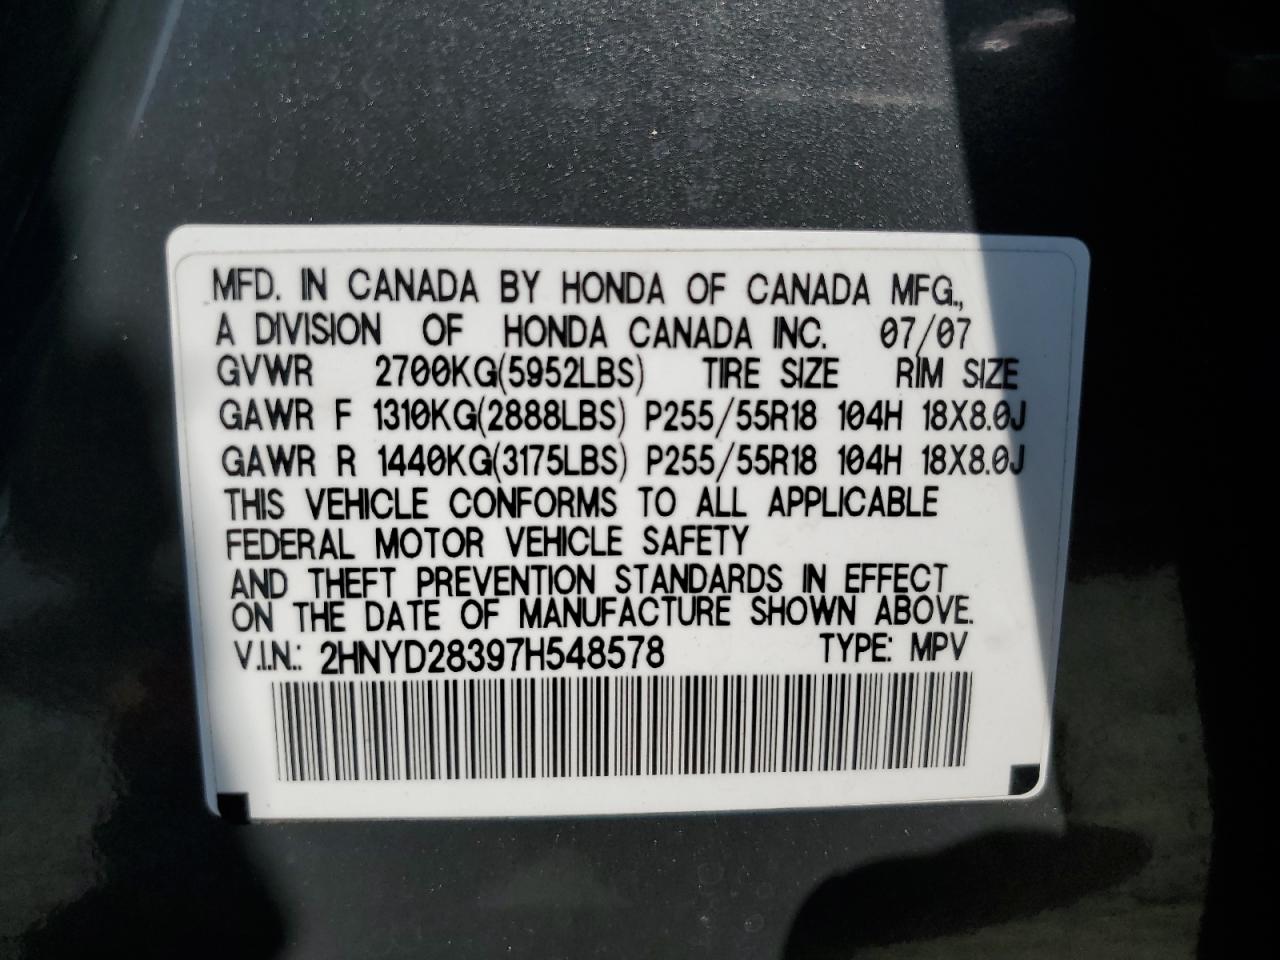 MFD. IN CANADA BY HONDA OF CANADA MFG.,
A DIVISION OF HONDA CANADA INC. 07/07
GVWR 2700KG(5952LBS) TIRE SIZE RIM SIZE
GAWR F 1310KG(2888LBS) P255/55R18 104H 18X8.0J
GAWR R 1440KG(3175LBS) P255/55R18 104H 18X8.0J
THIS VEHICLE CONFORMS TO ALL APPLICABLE
FEDERAL MOTOR VEHICLE SAFETY
AND THEFT PREVENTION STANDARDS IN EFFECT
ON THE DATE OF MANUFACTURE SHOWN ABOVE.
V.I.N.: 2HNYD28397H548578 TYPE: MPV